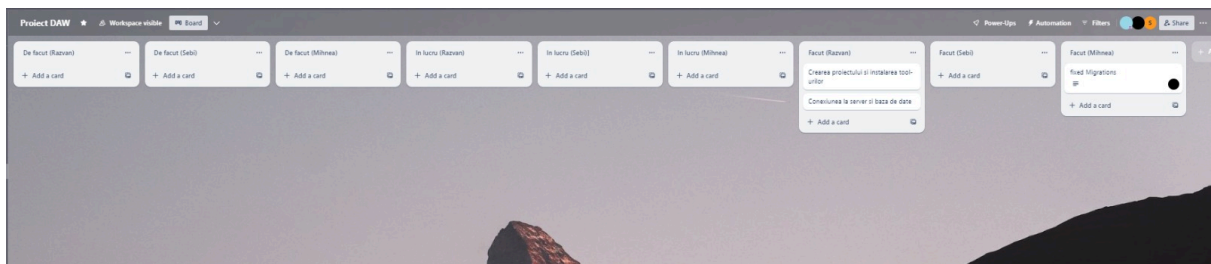 Proiect DAW
Workspace visible
Board
Power-Ups
Automation
Filters
S
Share
De facut (Razvan)
+ Add a card
De facut (Sebi)
+ Add a card
De facut (Mihnea)
+ Add a card
In lucru (Razvan)
+ Add a card
In lucru (Sebi)]
+ Add a card
In lucru (Mihnea)
+ Add a card
Facut (Razvan)
Crearea proiectului si instalarea tool-
urilor
Conexiunea la server si baza de date
+ Add a card
Facut (Sebi)
+ Add a card
Facut (Mihnea)
fixed Migrations
+ Add a card